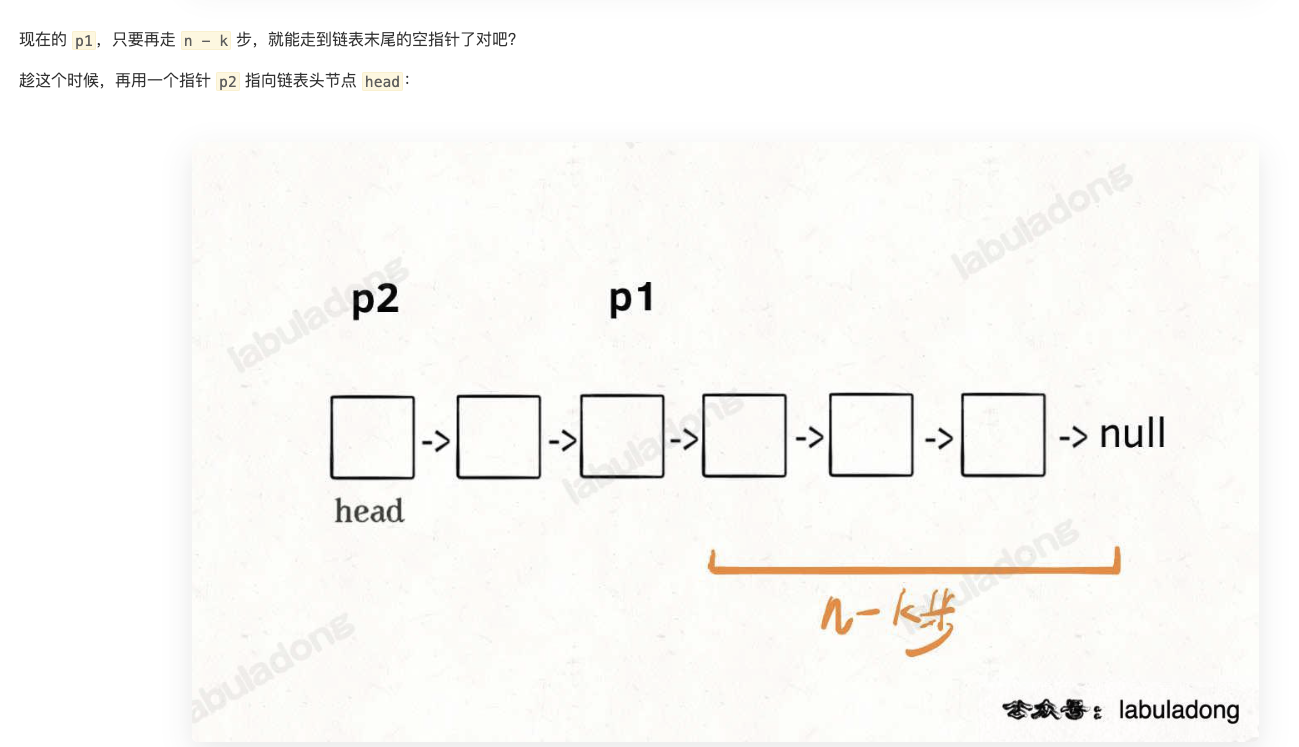 现在的 p1，只要再走 n - k 步，就能走到链表末尾的空指针了对吧？
趁这个时候，再用一个指针 p2 指向链表头节点 head：
labuladong
labuladong
p2
p1
labuladong
-> -> -> -> -> -> null
head
labuladong
n-k步
labuladong
公众号：labuladong